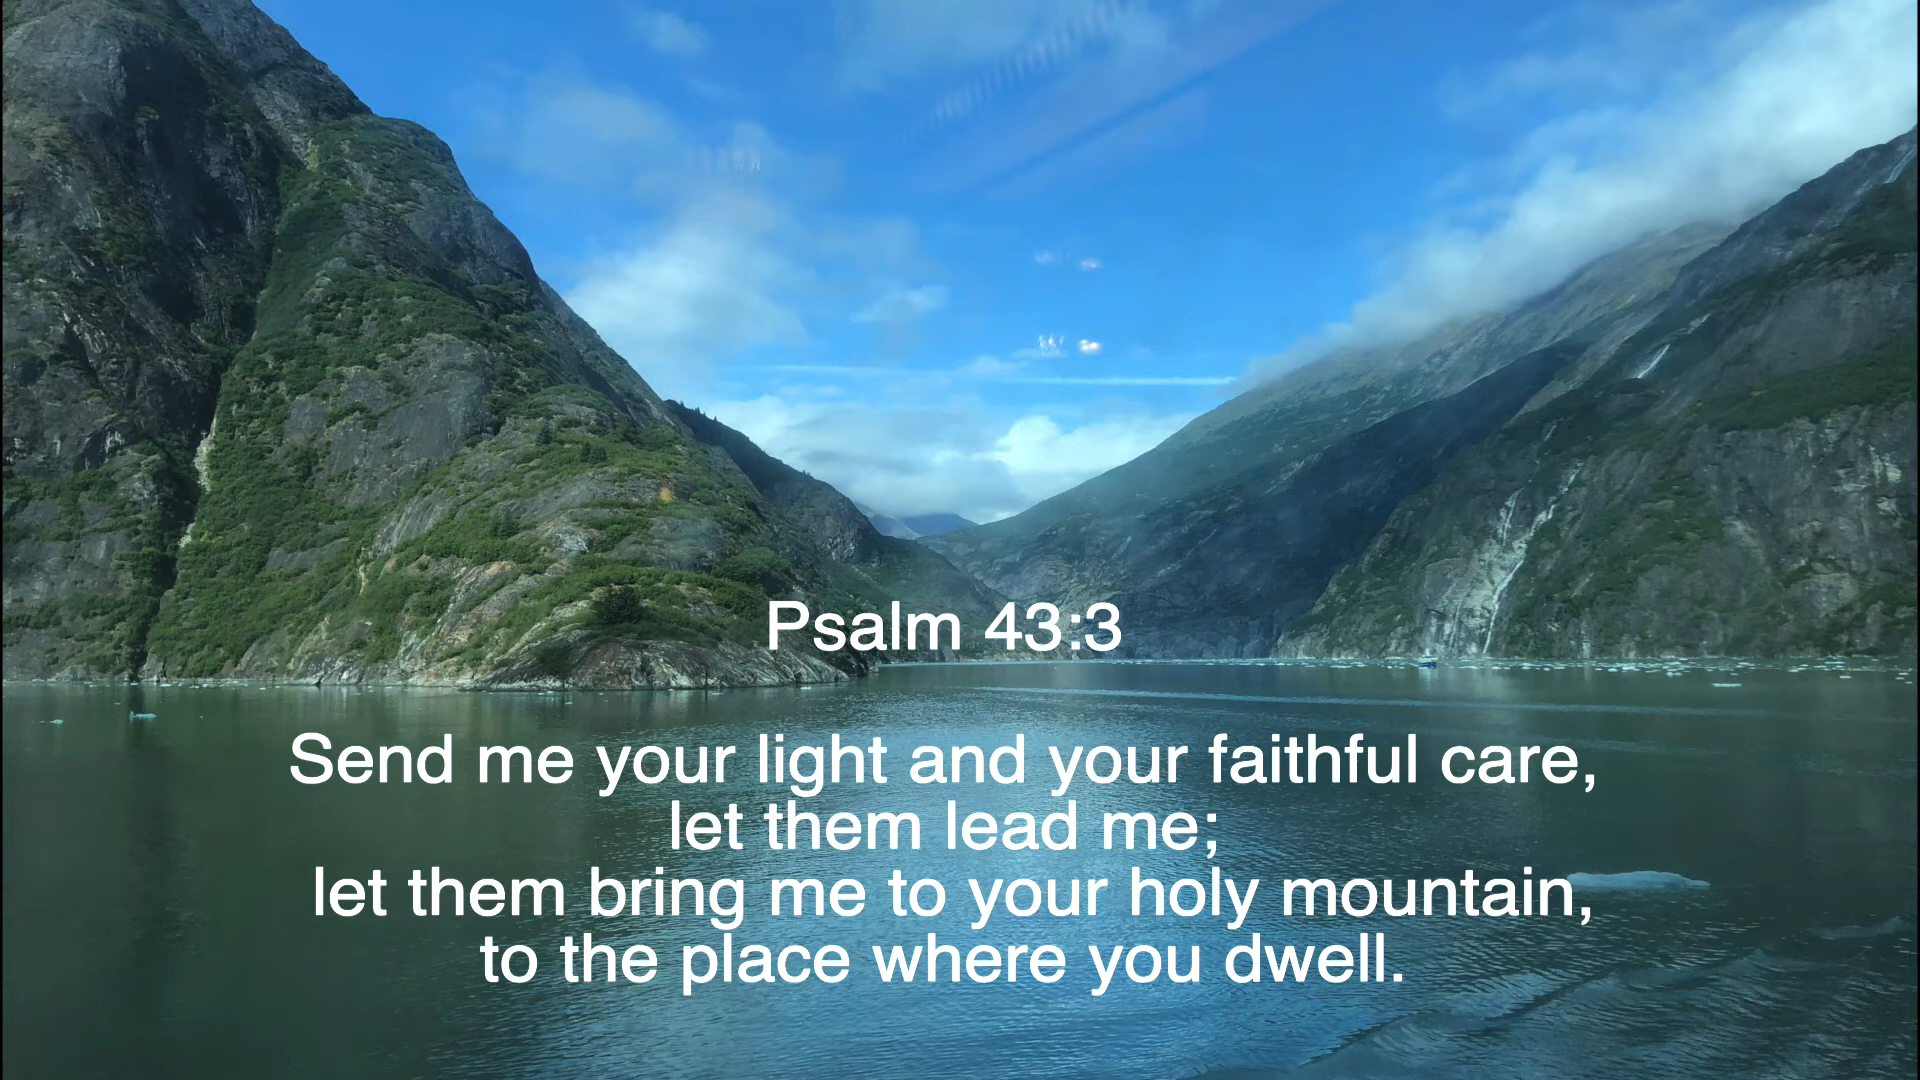 Psalm 43:3
Send me your light and your faithful care,
let them lead me;
let them bring me to your holy mountain,
to the place where you dwell.